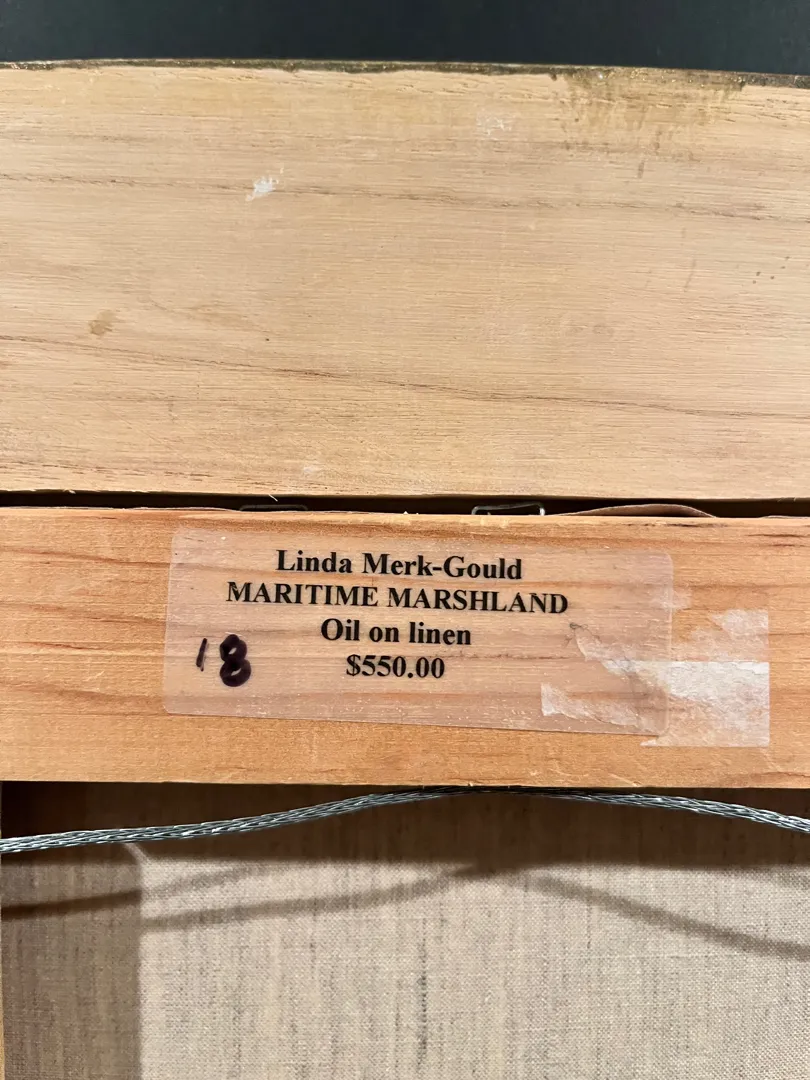 Linda Merk-Gould
MARITIME MARSHLAND
Oil on linen
$550.00
18